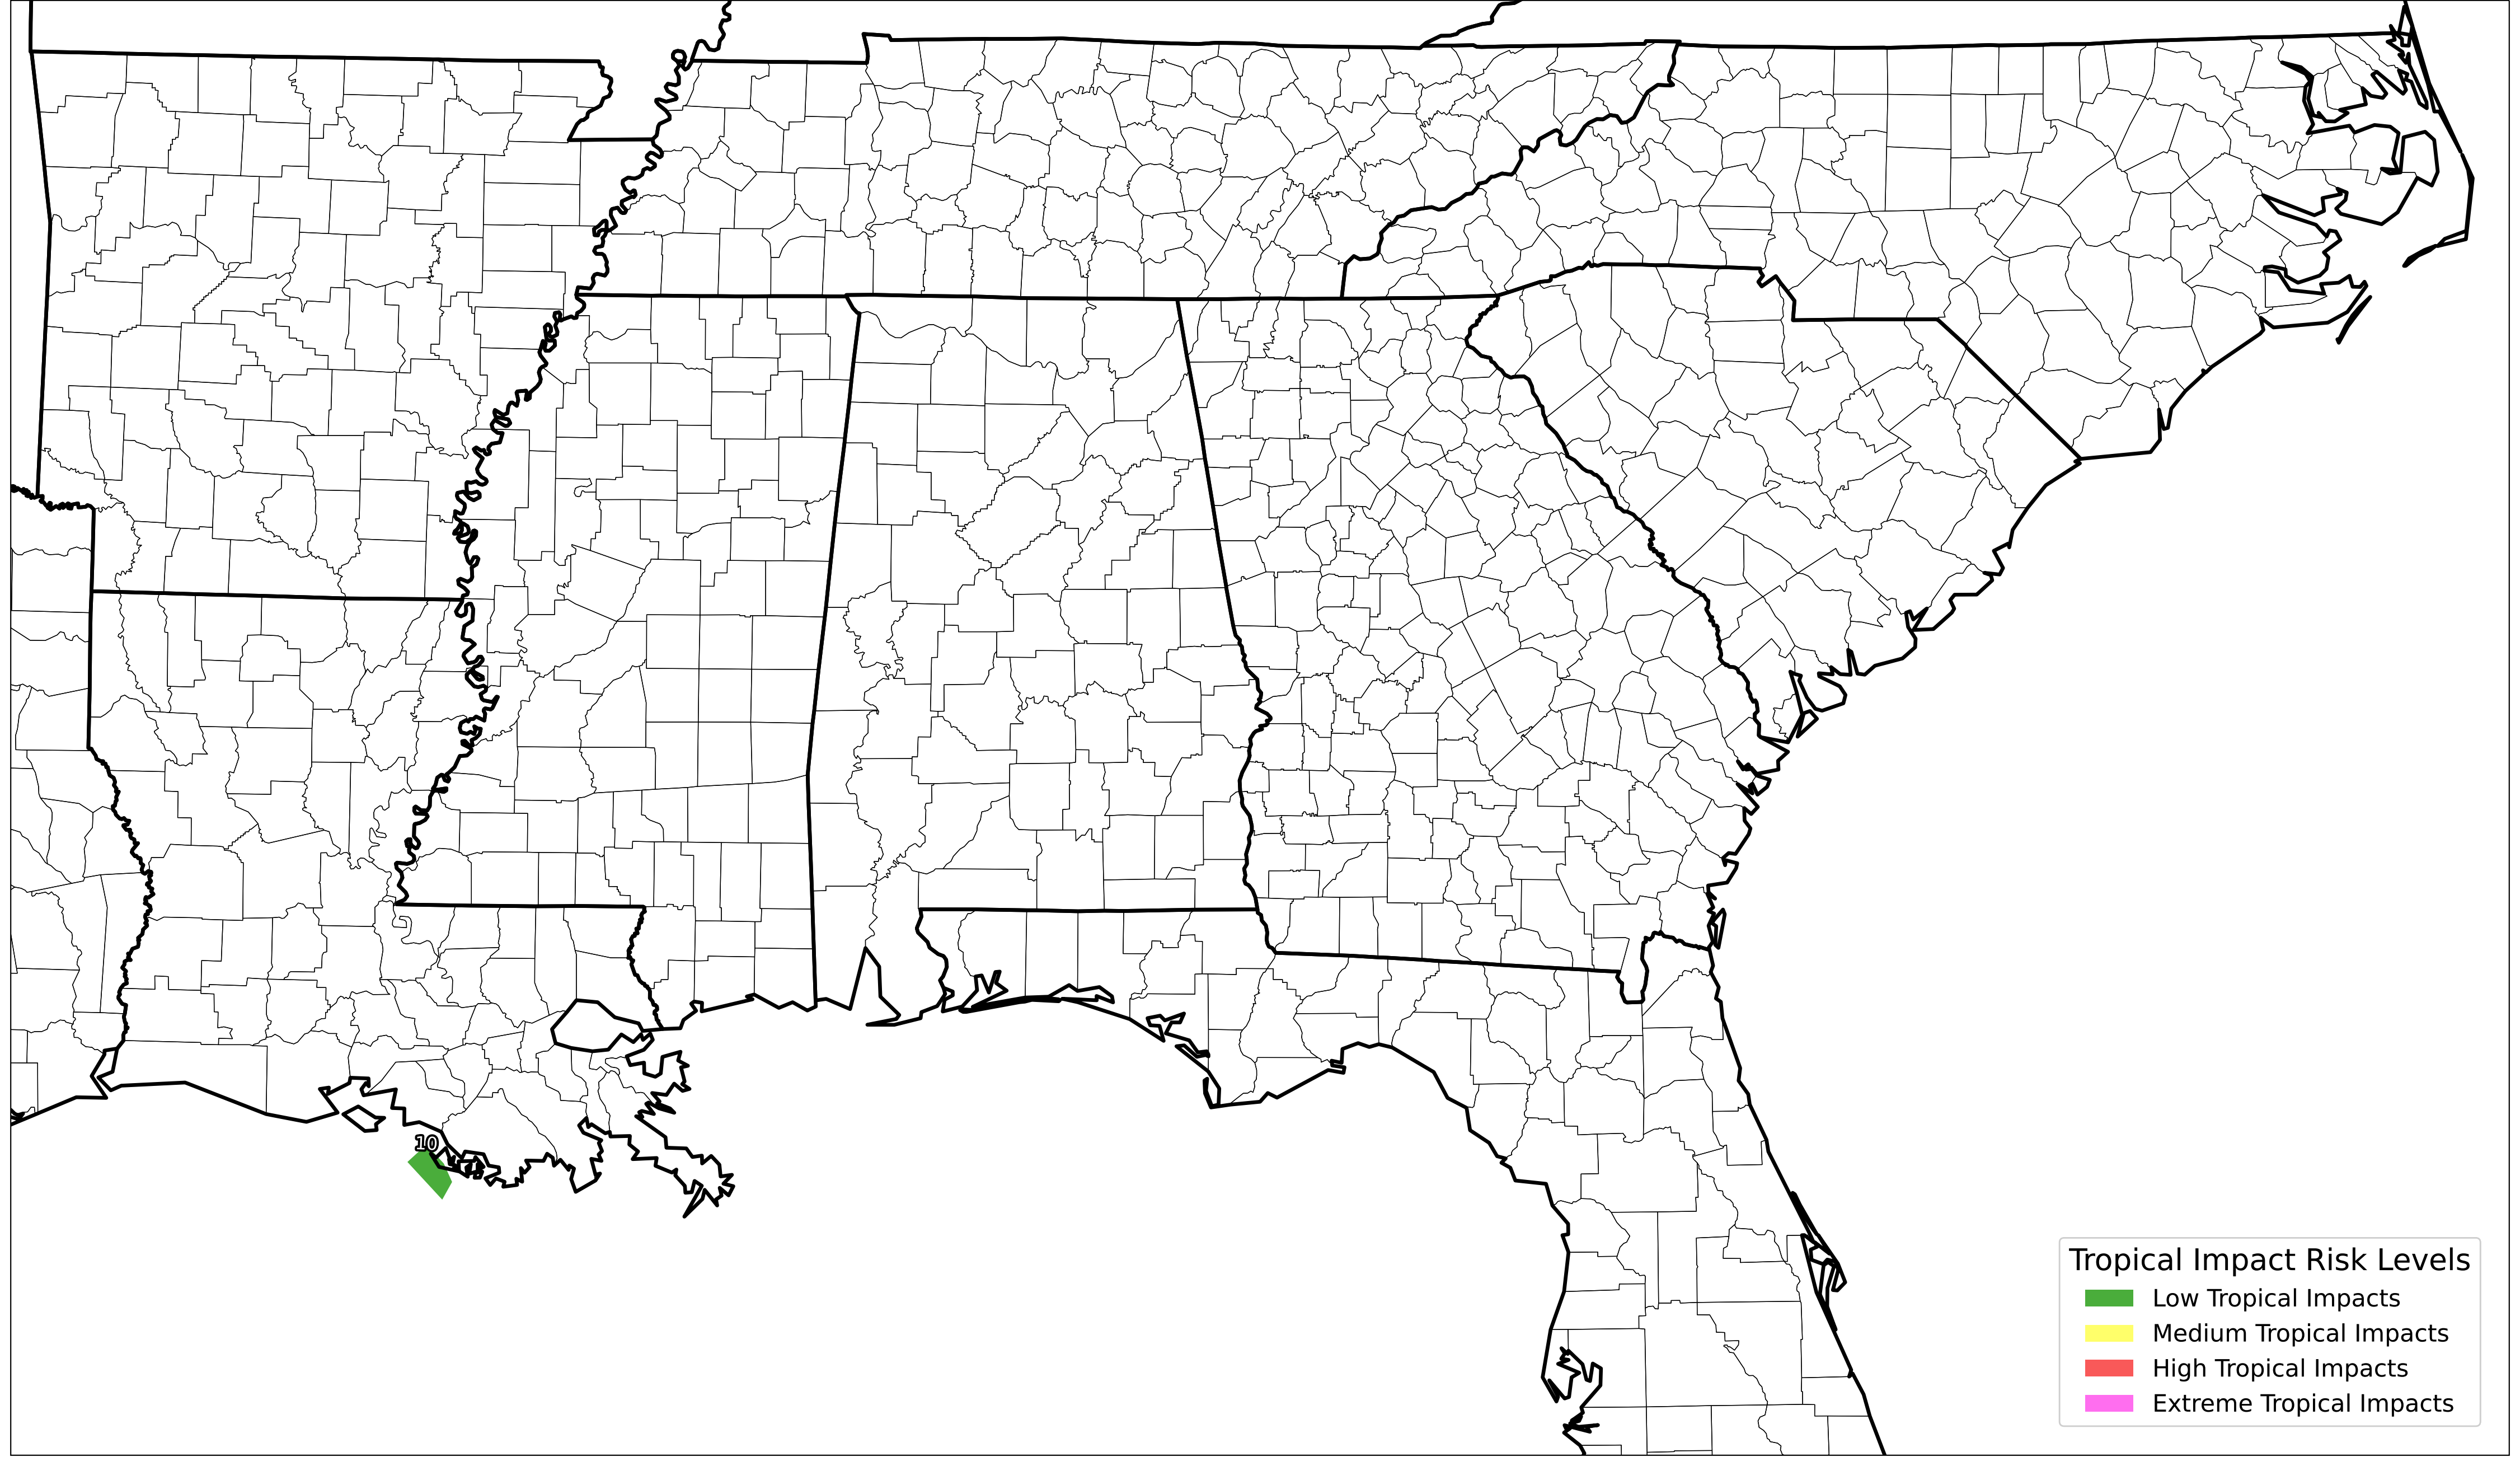 10
Tropical Impact Risk Levels
Low Tropical Impacts
Medium Tropical Impacts
High Tropical Impacts
Extreme Tropical Impacts